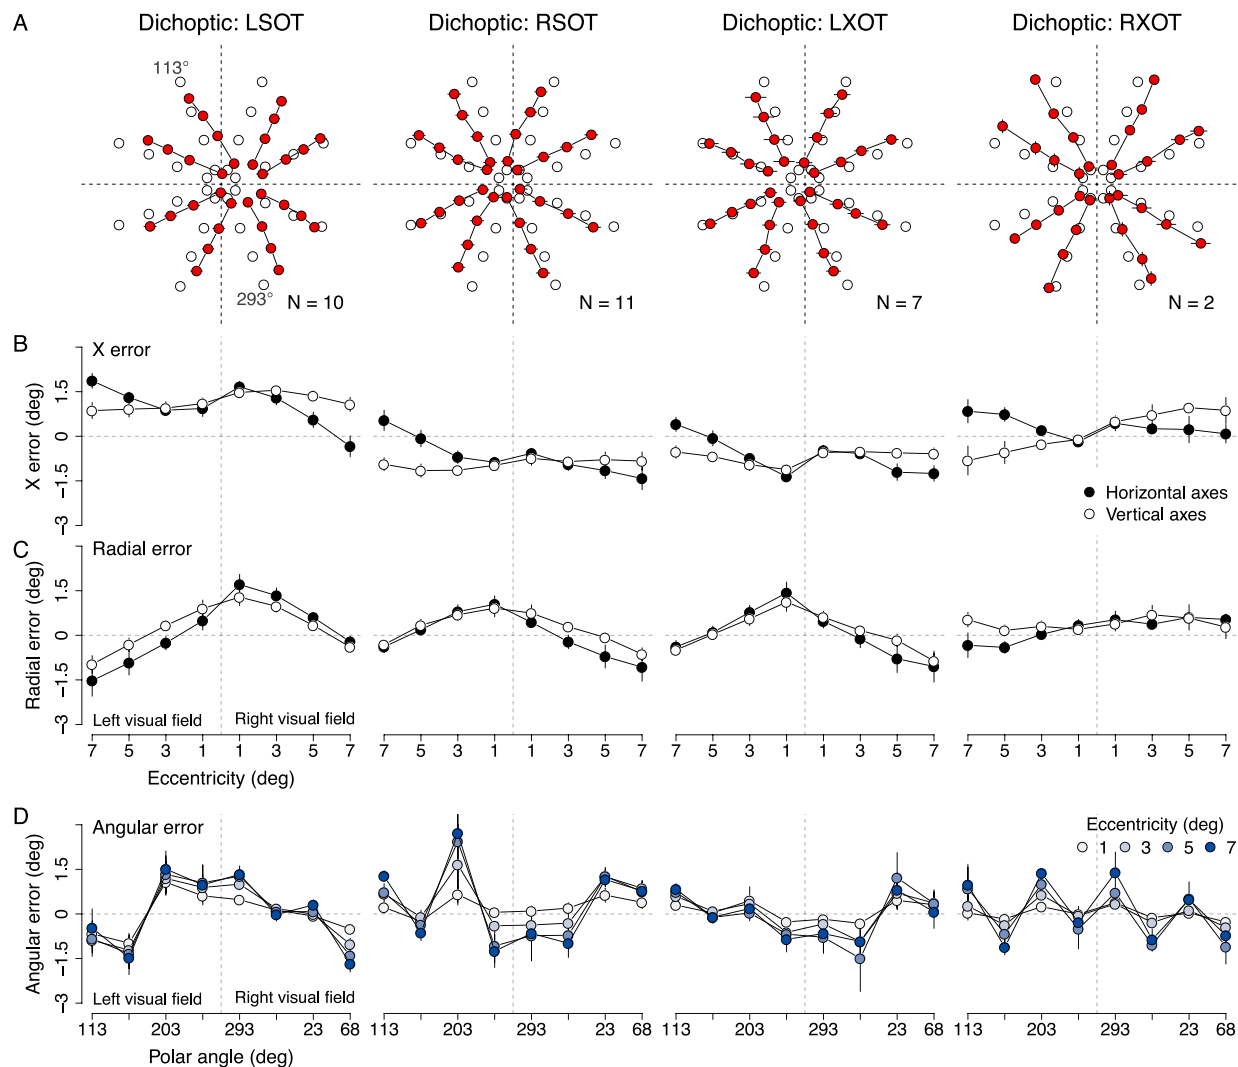 A
Dichoptic: LSOT
Dichoptic: RSOT
Dichoptic: LXOT
Dichoptic: RXOT
113°
293°
N = 10
N = 11
N = 7
N = 2
B
X error
X error (deg)
1.5
0
−1.5
−3
Horizontal axes
Vertical axes
C
Radial error
Radial error (deg)
1.5
0
−1.5
−3
Left visual field
Right visual field
7 5 3 1 1 3 5 7
7 5 3 1 1 3 5 7
7 5 3 1 1 3 5 7
7 5 3 1 1 3 5 7
Eccentricity (deg)
D
Angular error
Angular error (deg)
1.5
0
−1.5
−3
Eccentricity (deg)
1 3 5 7
Left visual field
Right visual field
113 203 293 23 68
113 203 293 23 68
113 203 293 23 68
113 203 293 23 68
Polar angle (deg)